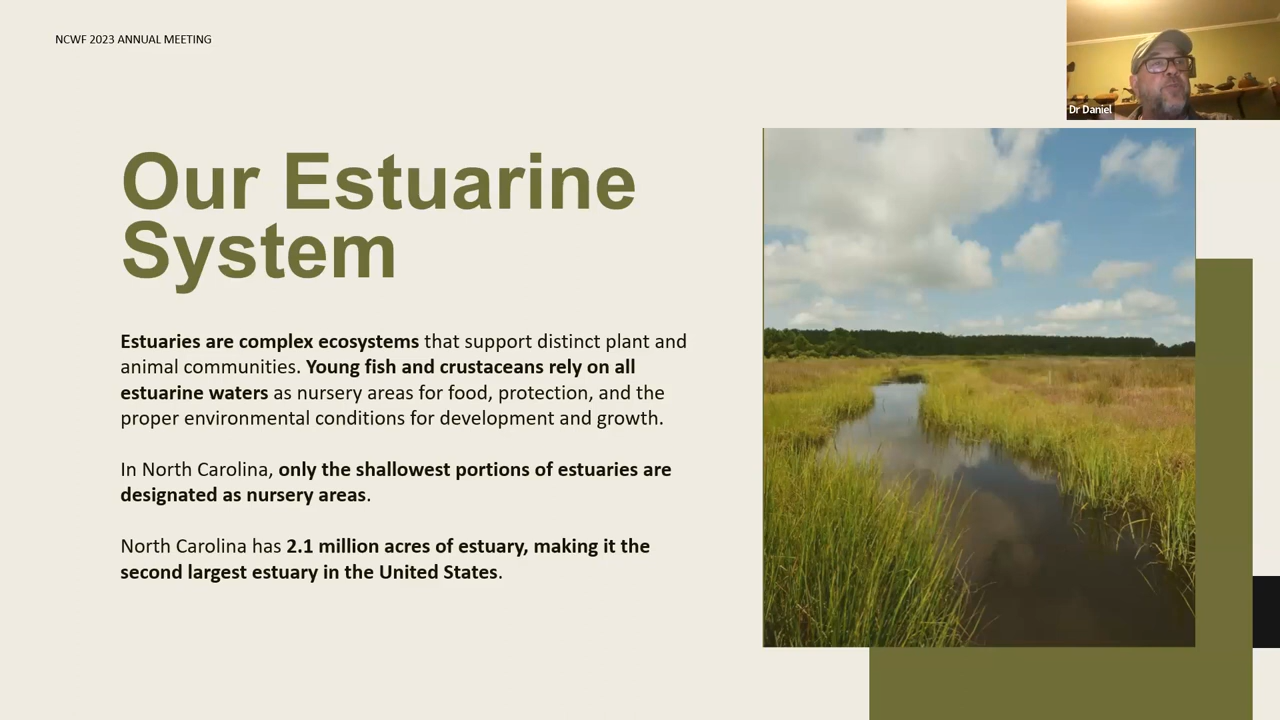 NCWF 2023 ANNUAL MEETING
Dr Daniel
Our Estuarine
System
Estuaries are complex ecosystems that support distinct plant and
animal communities. Young fish and crustaceans rely on all
estuarine waters as nursery areas for food, protection, and the
proper environmental conditions for development and growth.
In North Carolina, only the shallowest portions of estuaries are
designated as nursery areas.
North Carolina has 2.1 million acres of estuary, making it the
second largest estuary in the United States.